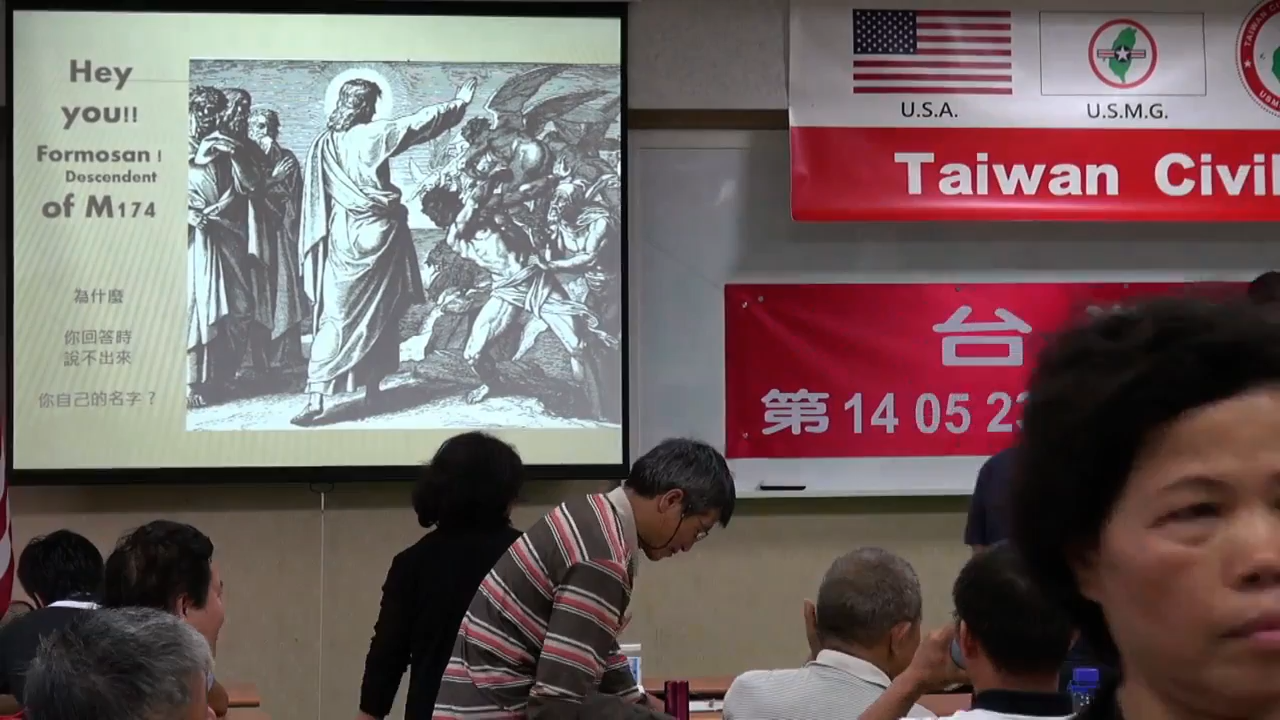 Hey
you!!
Formosan !
Descendent
of M174
為什麼
你回答時
說不出來
你自己的名字？
U.S.A.
U.S.M.G.
Taiwan Civil
台
第 14 05 23